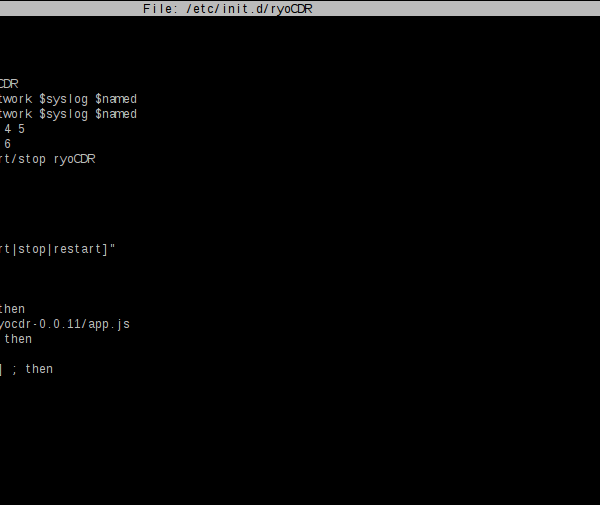 File: /etc/init.d/ryoCDR
CDR
twork $syslog $named
twork $syslog $named
4 5
6
rt/stop ryoCDR
rt|stop|restart]"
then
yocdr-0.0.11/app.js
then
] ; then